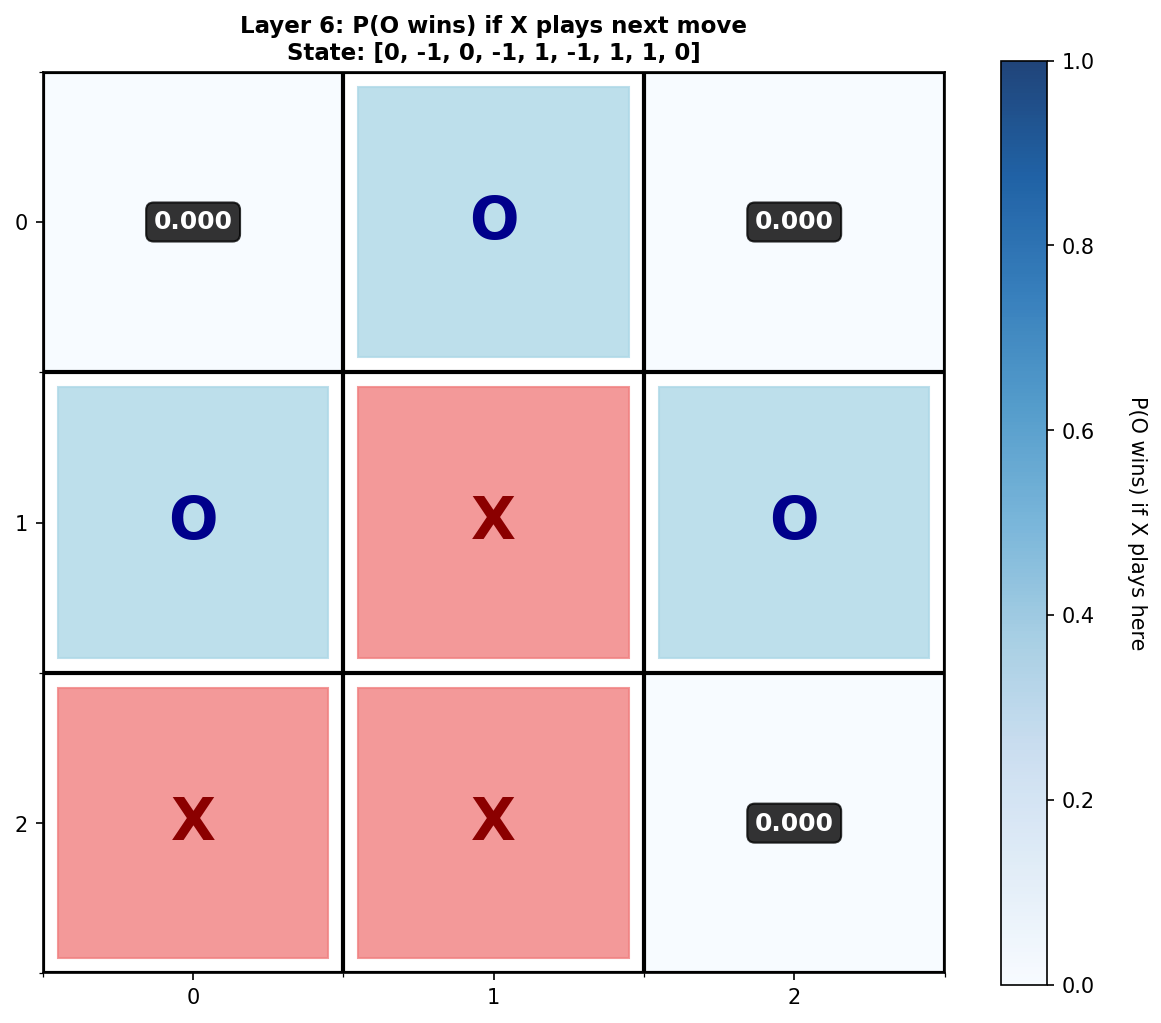 Layer 6: P(O wins) if X plays next move
State: [0, -1, 0, -1, 1, -1, 1, 1, 0]
0 0.000 O 0.000
1 O X O
2 X X 0.000
0 1 2
1.0
0.8
0.6
0.4
0.2
0.0
P(O wins) if X plays here